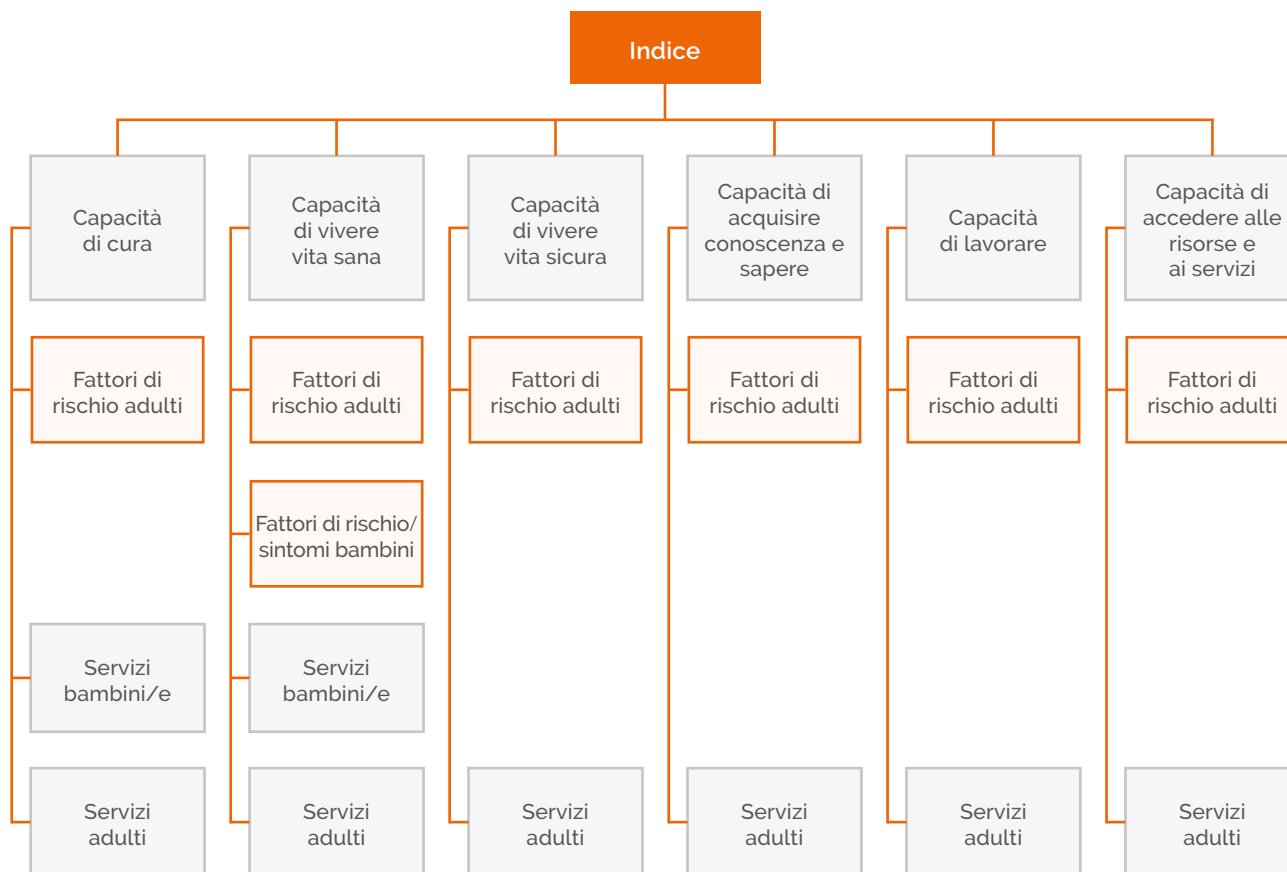 Indice
Capacità
di cura
Capacità
di vivere
vita sana
Capacità
di vivere
vita sicura
Capacità di
acquisire
conoscenza e
sapere
Capacità
di lavorare
Capacità di
accedere alle
risorse e
ai servizi
Fattori di
rischio adulti
Fattori di
rischio adulti
Fattori di
rischio adulti
Fattori di
rischio adulti
Fattori di
rischio adulti
Fattori di
rischio adulti
Fattori di rischio/
sintomi bambini
Servizi
bambini/e
Servizi
bambini/e
Servizi
adulti
Servizi
adulti
Servizi
adulti
Servizi
adulti
Servizi
adulti
Servizi
adulti